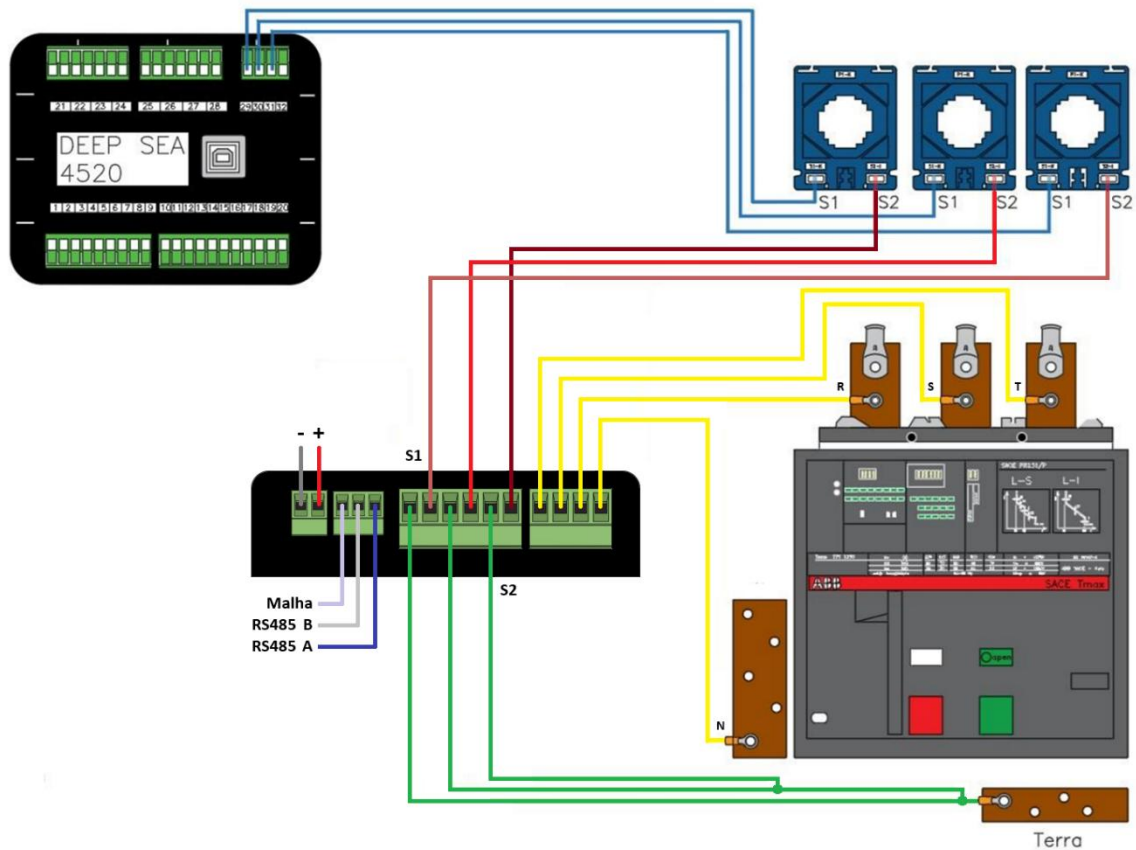 21 22 23 24 25 26 27 28 29 30 31 32
DEEP SEA
4520
1 2 3 4 5 6 7 8 9 10 11 12 13 14 15 16 17 18 19 20
S1 S2 S1 S2 S1 S2
R S T
- +
S1
S2
Malha
RS485 B
RS485 A
N
SACE PR231/P
L-S L-I
ABB
SACE Tmax
open
Terra